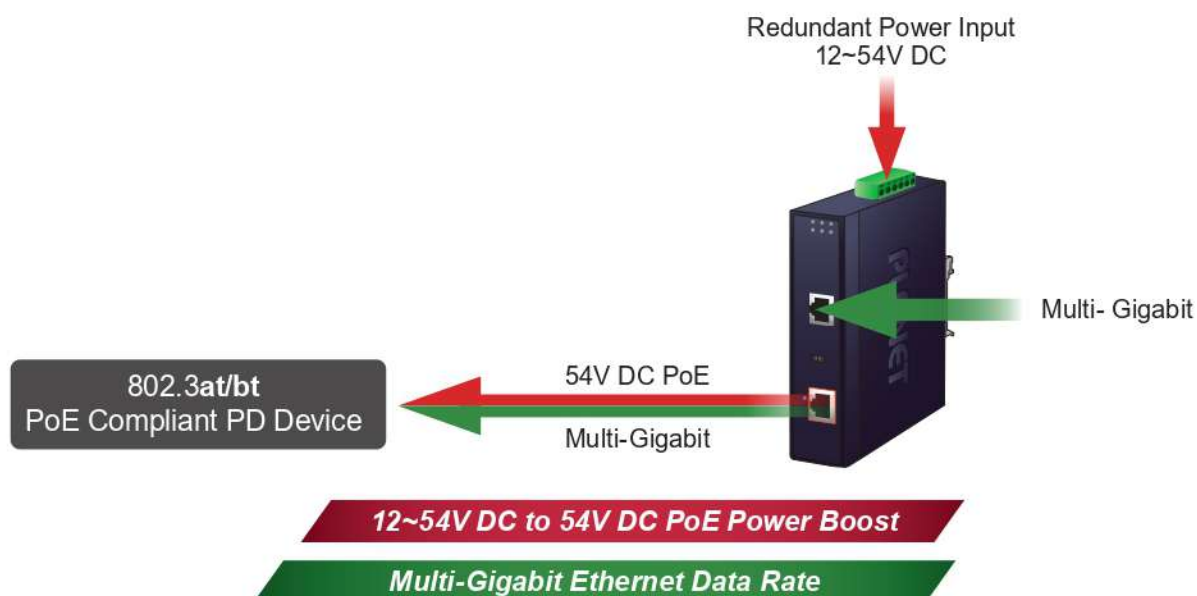 Redundant Power Input
12~54V DC
PLANET
Multi- Gigabit
54V DC PoE
802.3at/bt
PoE Compliant PD Device
Multi-Gigabit
12~54V DC to 54V DC PoE Power Boost
Multi-Gigabit Ethernet Data Rate